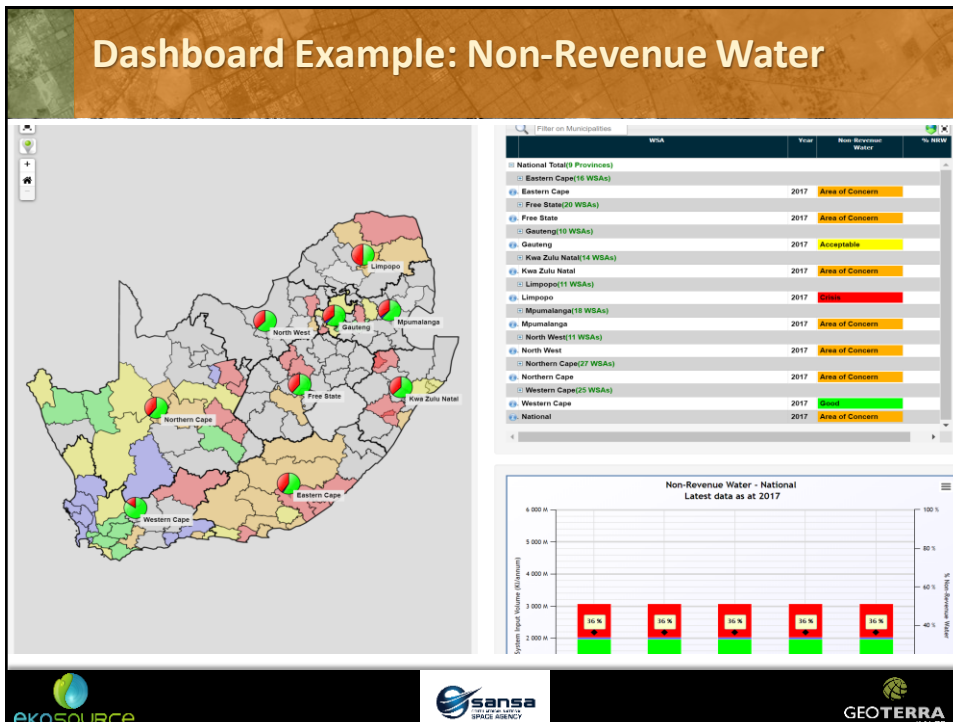 Dashboard Example: Non-Revenue Water
+
Limpopo
North West
Gauteng
Mpumalanga
Free State
Kwa Zulu Natal
Northern Cape
Eastern Cape
Western Cape
Filter on Municipalities
WSA Year Non-Revenue Water % NRW
National Total(9 Provinces)
Eastern Cape(16 WSAs)
Eastern Cape 2017 Area of Concern
Free State(20 WSAs)
Free State 2017 Area of Concern
Gauteng(10 WSAs)
Gauteng 2017 Acceptable
Kwa Zulu Natal(14 WSAs)
Kwa Zulu Natal 2017 Area of Concern
Limpopo(11 WSAs)
Limpopo 2017 Crisis
Mpumalanga(18 WSAs)
Mpumalanga 2017 Area of Concern
North West(11 WSAs)
North West 2017 Area of Concern
Northern Cape(27 WSAs)
Northern Cape 2017 Area of Concern
Western Cape(25 WSAs)
Western Cape 2017 Good
National 2017 Area of Concern
Non-Revenue Water - National
Latest data as at 2017
6 000 M
5 000 M
4 000 M
3 000 M
2 000 M
System Input Volume (Kl/annum)
36 % 36 % 36 % 36 % 36 %
100 %
80 %
60 %
40 %
% Non-Revenue Water
ekosource
sansa
SOUTH AFRICAN NATIONAL
SPACE AGENCY
GEOTERRA